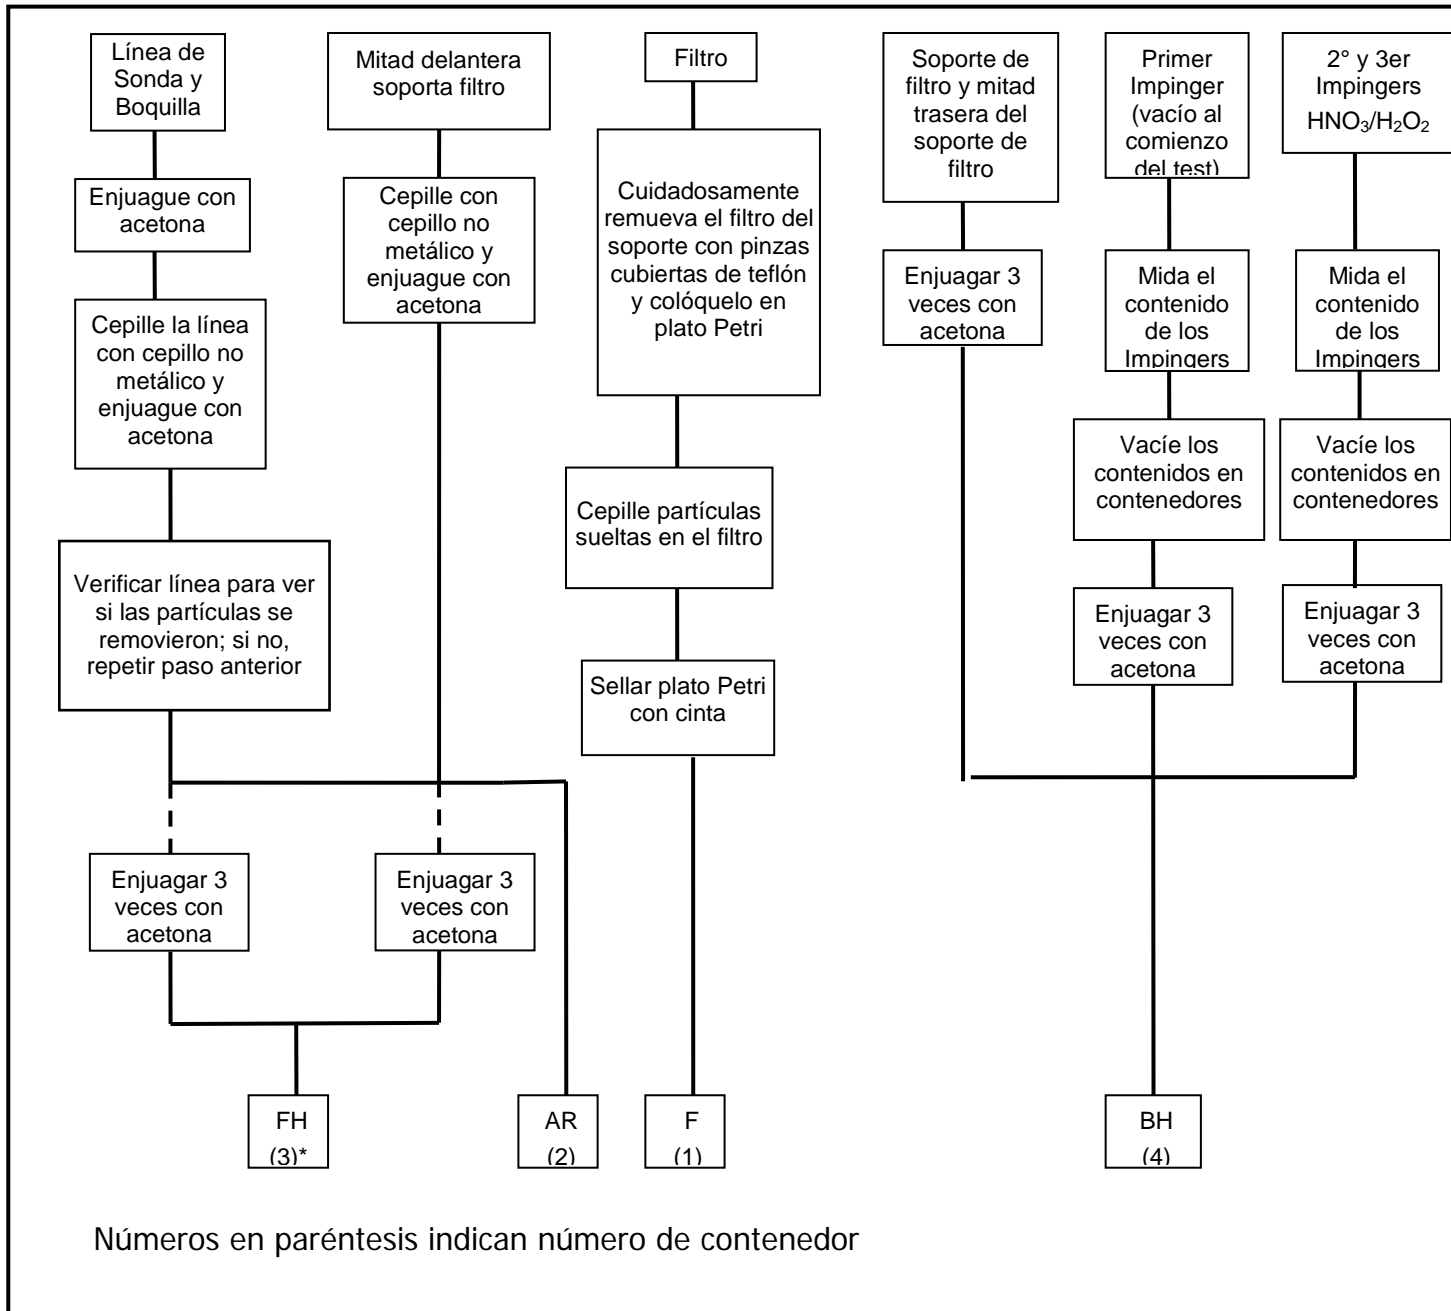 Línea de
Sonda y
Boquilla
Mitad delantera
soporta filtro
Filtro
Soporte de
filtro y mitad
trasera del
soporte de
filtro
Primer
Impinger
(vacío al
comienzo
del test)
2° y 3er
Impingers
HNO₃/H₂O₂
Enjuague con
acetona
Cepille con
cepillo no
metálico y
enjuague con
acetona
Cuidadosamente
remueva el filtro del
soporte con pinzas
cubiertas de teflón
y colóquelo en
plato Petri
Enjuagar 3
veces con
acetona
Mida el
contenido
de los
Impingers
Mida el
contenido
de los
Impingers
Cepille la línea
con cepillo no
metálico y
enjuague con
acetona
Vacíe los
contenidos en
contenedores
Vacíe los
contenidos en
contenedores
Cepille partículas
sueltas en el filtro
Verificar línea para ver
si las partículas se
removieron; si no,
repetir paso anterior
Enjuagar 3
veces con
acetona
Enjuagar 3
veces con
acetona
Sellar plato Petri
con cinta
Enjuagar 3
veces con
acetona
Enjuagar 3
veces con
acetona
FH
(3)*
AR
(2)
F
(1)
BH
(4)
Números en paréntesis indican número de contenedor